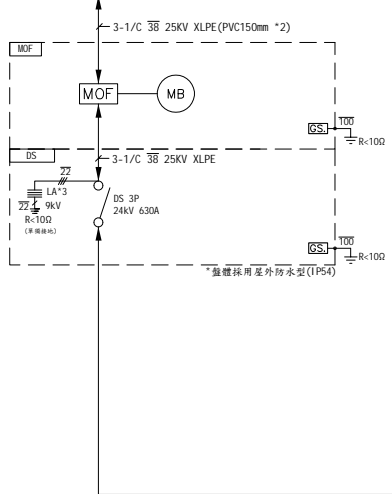 3-1/C 38 25KV XLPE(PVC150mm *2)
MOF
MOF
MB
GS.
100
R<10Ω
DS
3-1/C 38 25KV XLPE
22
LA*3
9kV
22
R<10Ω
(單獨接地)
DS 3P
24kV 630A
GS.
100
R<10Ω
*盤體採用屋外防水型(IP54)